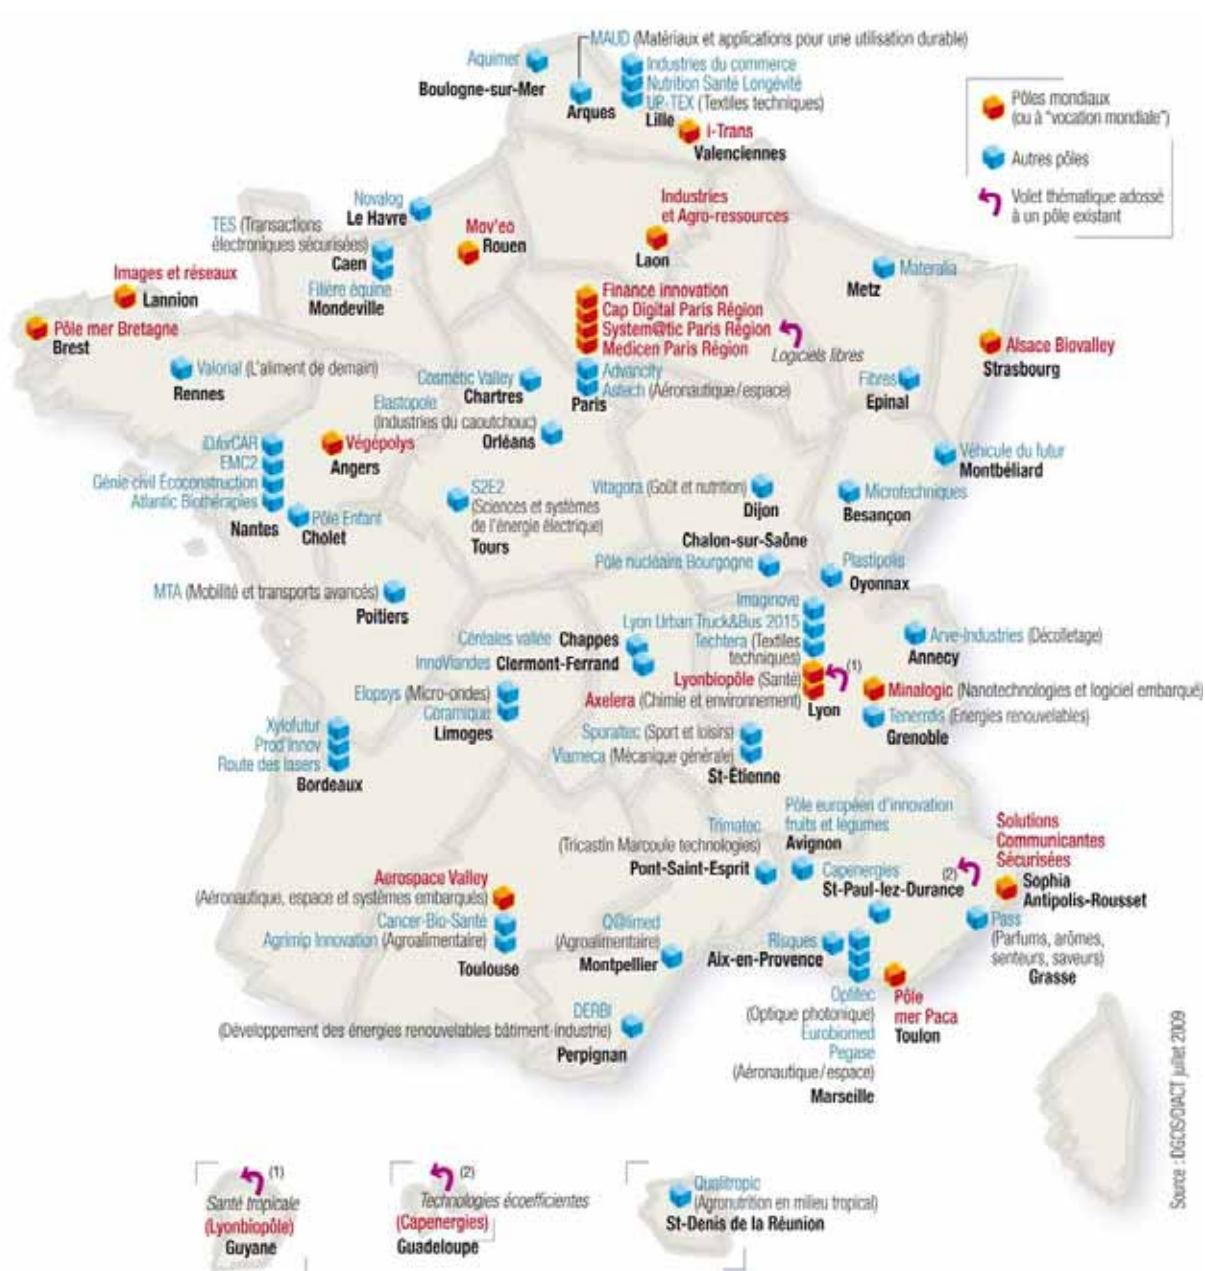 MAUD (Matériaux et applications pour une utilisation durable)
Aquimer
Boulogne-sur-Mer
Arques
Industries du commerce
Nutrition Santé Longévité
UP-TEX (Textiles techniques)
Lille
i-Trans
Valenciennes
Pôles mondiaux
(ou à "vocation mondiale")
Autres pôles
Volet thématique adossé
à un pôle existant
Novalog
Le Havre
TES (Transactions
électroniques sécurisées)
Caen
Filière équine
Mondeville
Mov'eo
Rouen
Industries
et Agro-ressources
Laon
Materalia
Metz
Images et réseaux
Lannion
Pôle mer Bretagne
Brest
Valorial (L'aliment de demain)
Rennes
Finance innovation
Cap Digital Paris Région
System@tic Paris Région
Medicen Paris Région
Logiciels libres
Advancity
Astech (Aéronautique/espace)
Paris
Alsace Biovalley
Strasbourg
Fibres
Epinal
Cosmetic Valley
Chartres
Elastopole
(Industries du caoutchouc)
Orléans
iDforCAR
EMC2
Génie civil Ecoconstruction
Atlantic Biothérapies
Nantes
Végépolys
Angers
Pôle Enfant
Cholet
S2E2
(Sciences et systèmes
de l'énergie électrique)
Tours
Vitagora (Goût et nutrition)
Dijon
Véhicule du futur
Montbéliard
Microtechniques
Besançon
Chalon-sur-Saône
Pôle nucléaire Bourgogne
Plastipolis
Oyonnax
MTA (Mobilité et transports avancés)
Poitiers
Imaginove
Lyon Urban Truck&Bus 2015
Techtera (Textiles
techniques)
Lyonbiopôle (Santé)
(1)
Axelera (Chimie et environnement)
Lyon
Céréales vallée Chappes
InnoViandes Clermont-Ferrand
Arve-Industries (Décolletage)
Annecy
Minalogic (Nanotechnologies et logiciel embarqué)
Tenerrdis (Energies renouvelables)
Grenoble
Elopsys (Micro-ondes)
Céramique
Limoges
Xylofutur
Prod'Innov
Route des lasers
Bordeaux
Sporaltec (Sport et loisirs)
Viameca (Mécanique générale)
St-Étienne
Trimatec
(Tricastin Marcoule technologies)
Pont-Saint-Esprit
Pôle européen d'innovation
fruits et légumes
Avignon
Capenergies
(2)
St-Paul-lez-Durance
Solutions
Communicantes
Sécurisées
Sophia
Antipolis-Rousset
Aerospace Valley
(Aéronautique, espace et systèmes embarqués)
Cancer-Bio-Santé
Agrimip Innovation (Agroalimentaire)
Toulouse
Q@limed
(Agroalimentaire)
Montpellier
Risques
Aix-en-Provence
Pass
(Parfums, arômes,
senteurs, saveurs)
Grasse
Optitec
(Optique photonique)
Eurobiomed
Pegase
(Aéronautique/espace)
Marseille
Pôle
mer Paca
Toulon
DERBI
(Développement des énergies renouvelables bâtiment-industrie)
Perpignan
Source : DGCIS/DIACT juillet 2009
(1)
Santé tropicale
(Lyonbiopôle)
Guyane
(2)
Technologies écoefficientes
(Capenergies)
Guadeloupe
Qualitropic
(Agronutrition en milieu tropical)
St-Denis de la Réunion